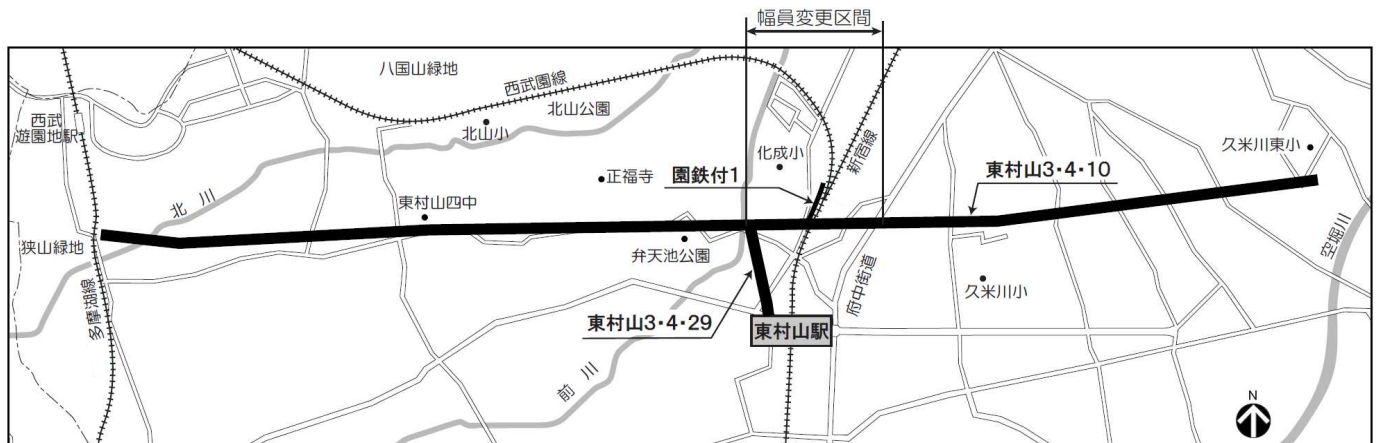 幅員変更区間
八国山緑地
西武園線
北山公園
西武
遊園地駅
北山小
化成小
新宿線
久米川東小
正福寺
園鉄付1
東村山3・4・10
北川
東村山四中
狭山緑地
弁天池公園
空堀川
久米川小
府中街道
多摩湖線
東村山3・4・29
東村山駅
前川
N